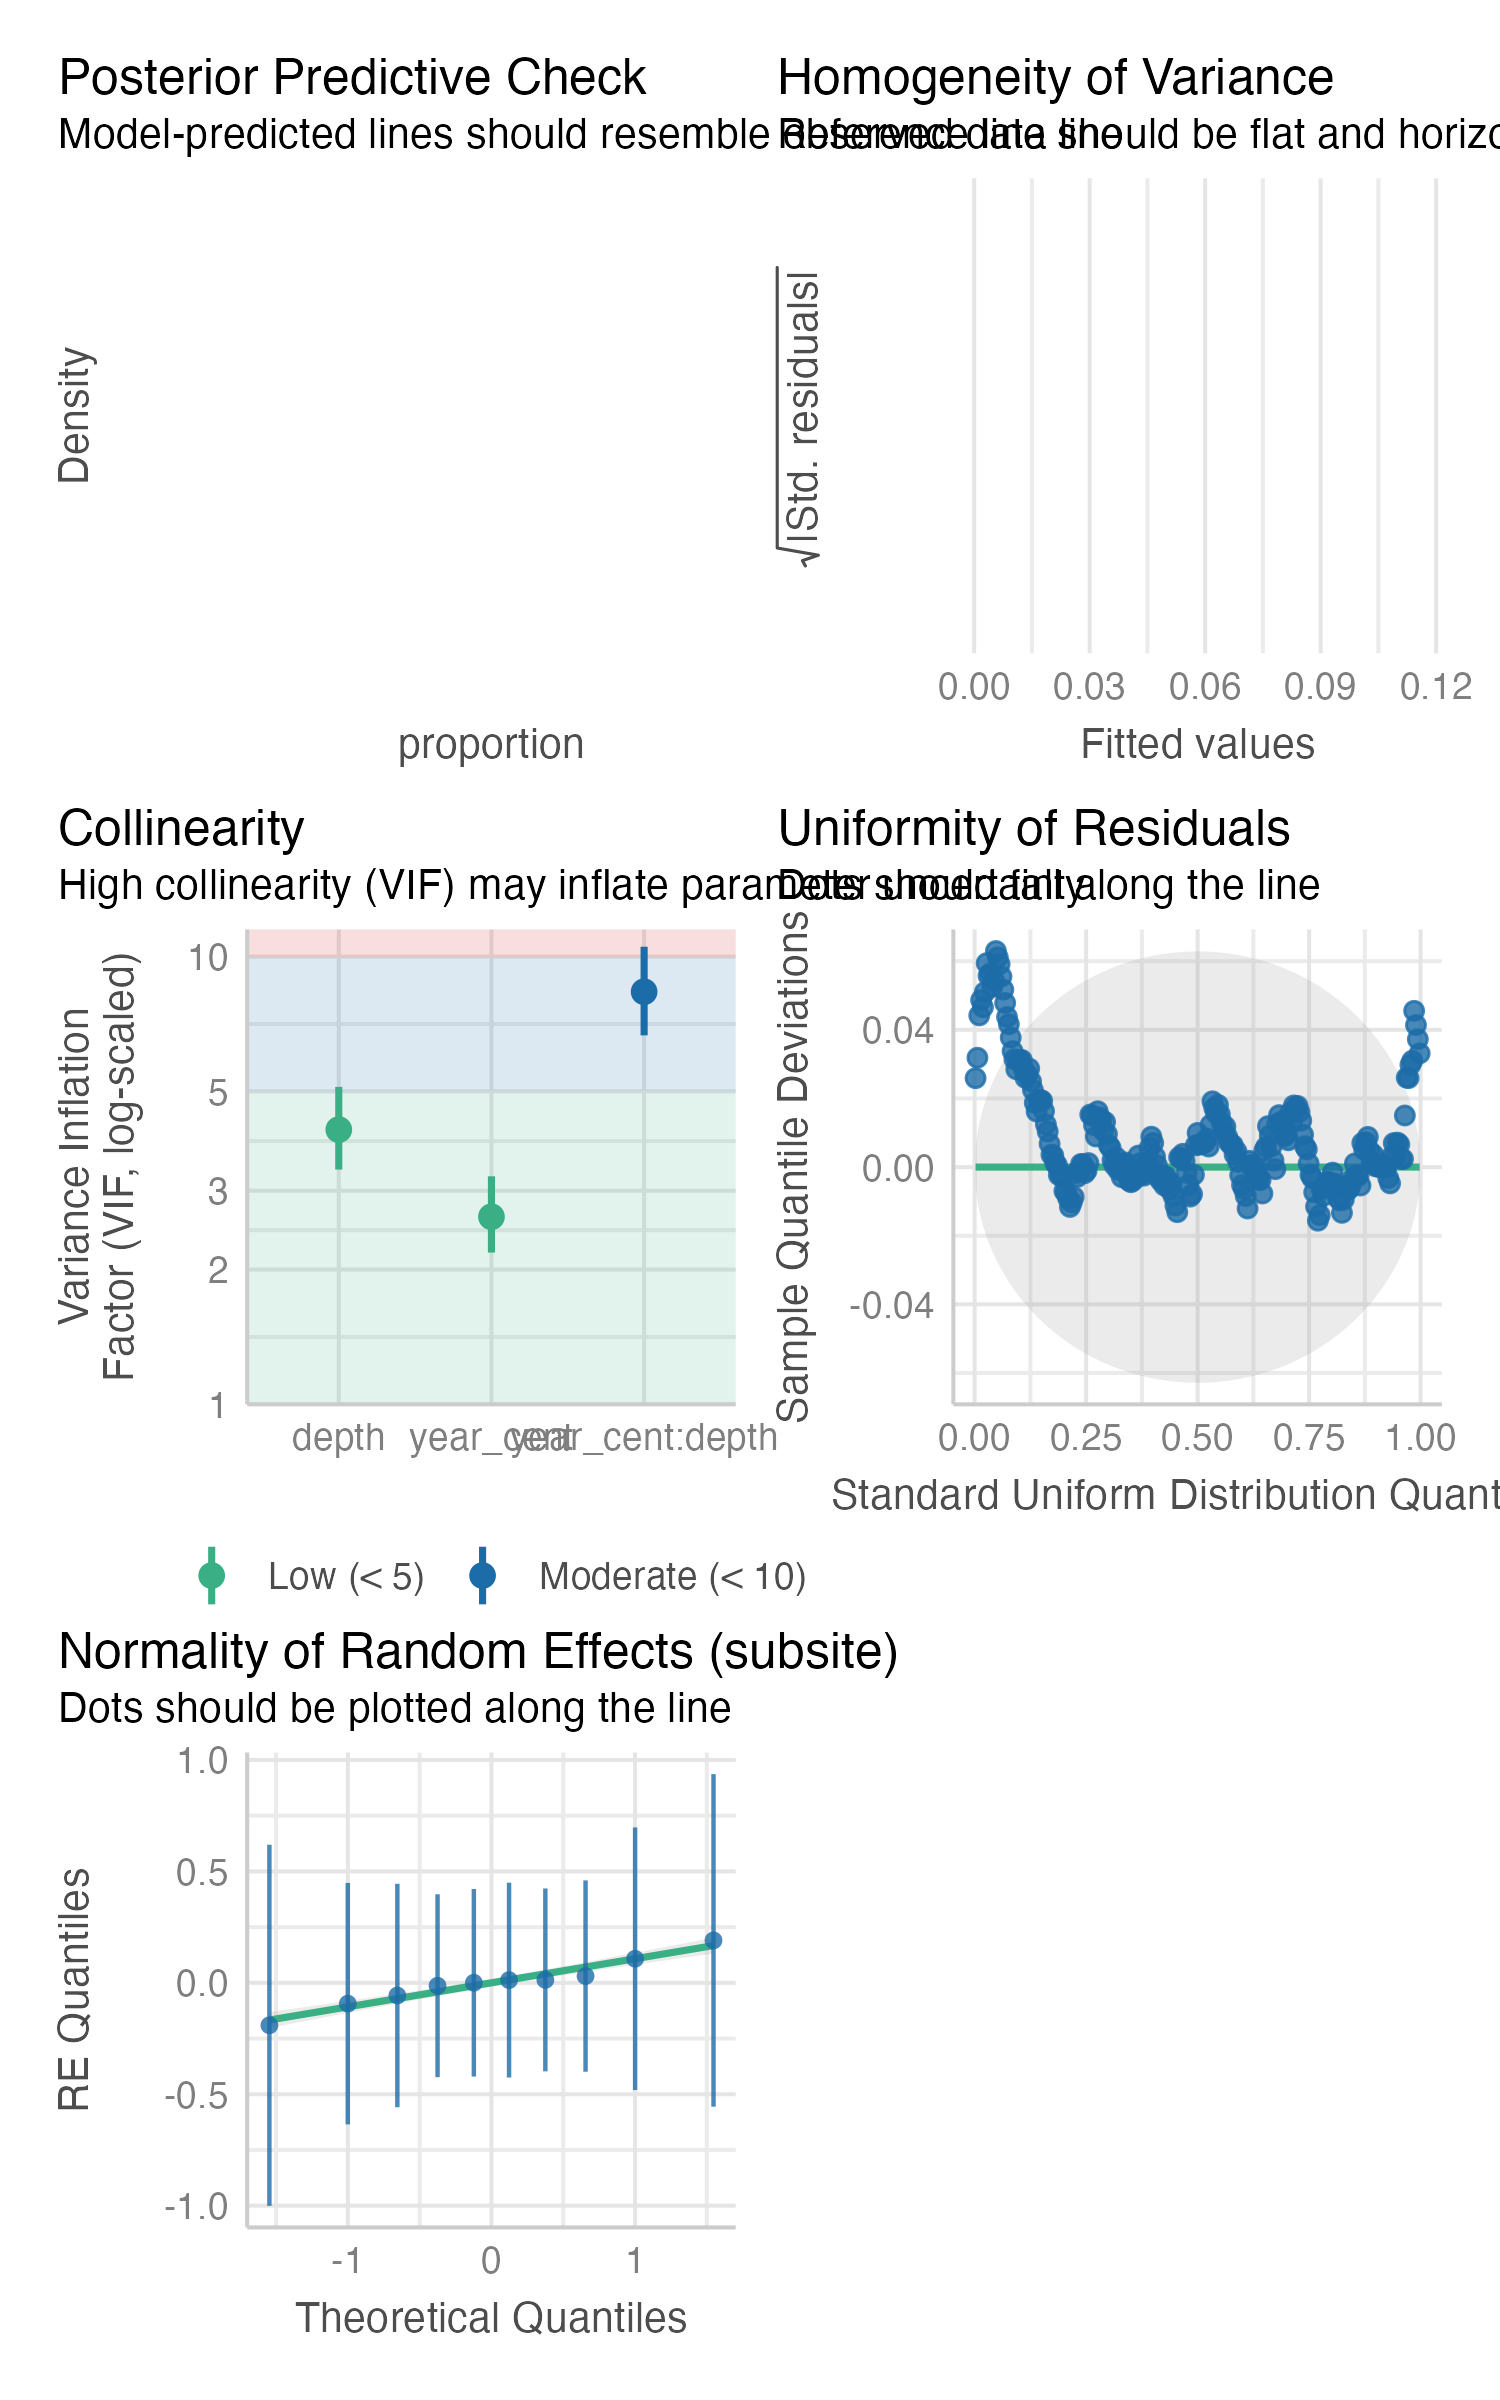 Posterior Predictive Check
Model-predicted lines should resemble observed data line
Density
proportion
Homogeneity of Variance
Reference line should be flat and horizo
√|Std. residuals|
0.00 0.03 0.06 0.09 0.12
Fitted values
Collinearity
High collinearity (VIF) may inflate parameter uncertainty
Variance Inflation
Factor (VIF, log-scaled)
10
5
3
2
1
depth year_cent year_cent:depth
Low (< 5) Moderate (< 10)
Uniformity of Residuals
Dots should fall along the line
Sample Quantile Deviations
0.04
0.00
-0.04
0.00 0.25 0.50 0.75 1.00
Standard Uniform Distribution Quant
Normality of Random Effects (subsite)
Dots should be plotted along the line
RE Quantiles
1.0
0.5
0.0
-0.5
-1.0
-1 0 1
Theoretical Quantiles